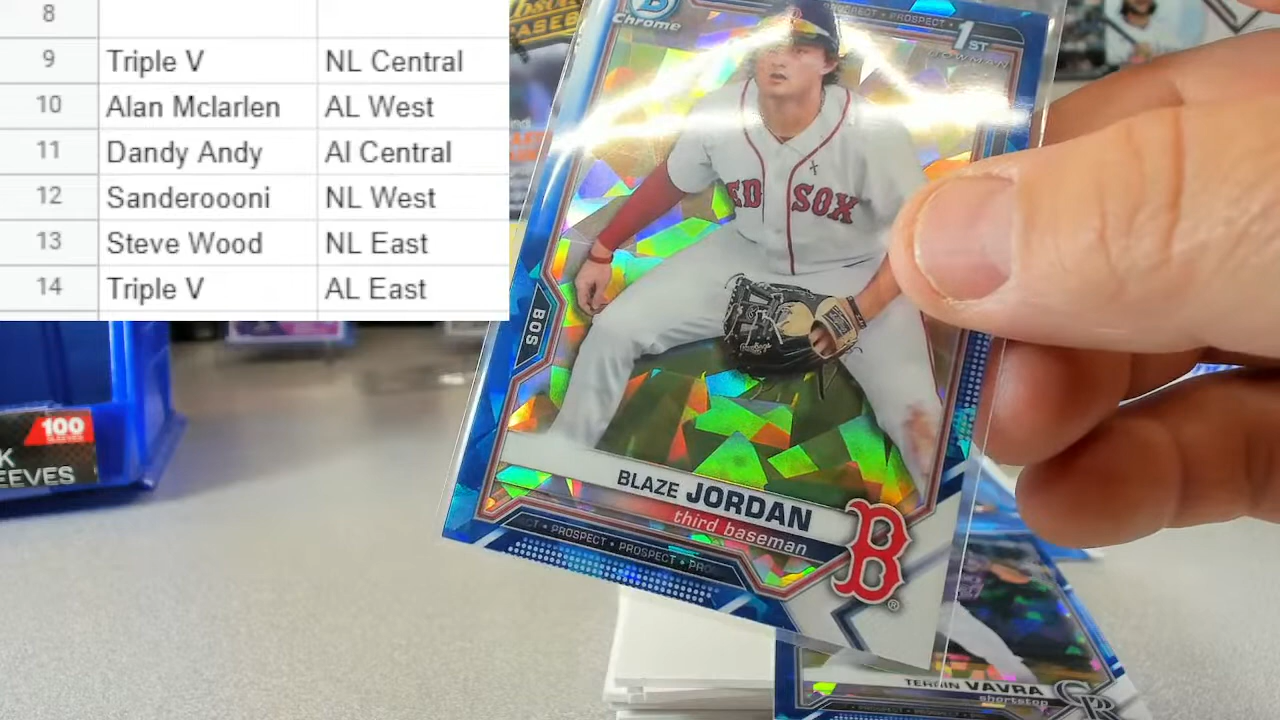 8
9 Triple V NL Central
10 Alan Mclarlen AL West
11 Dandy Andy Al Central
12 Sanderoooni NL West
13 Steve Wood NL East
14 Triple V AL East
Chrome
PROSPECT
1ST
BOWMAN
RED SOX
BOS
BLAZE JORDAN
third baseman
PROSPECT • PROSPECT
B
100
SLEEVES
VAVRA
shortstop
CR